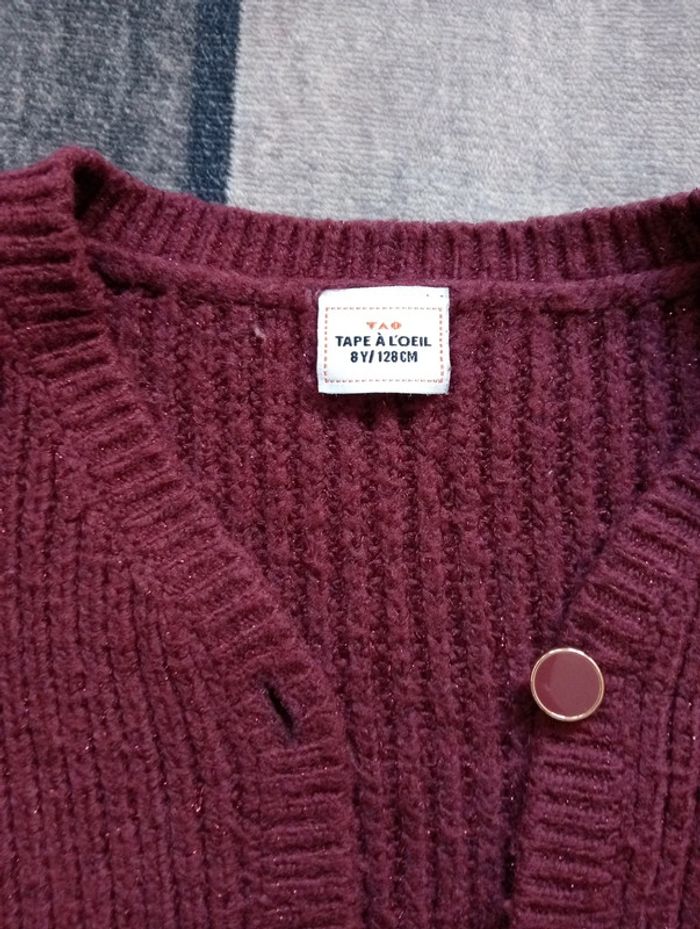 TAO
TAPE À L'OEIL
8Y/128CM